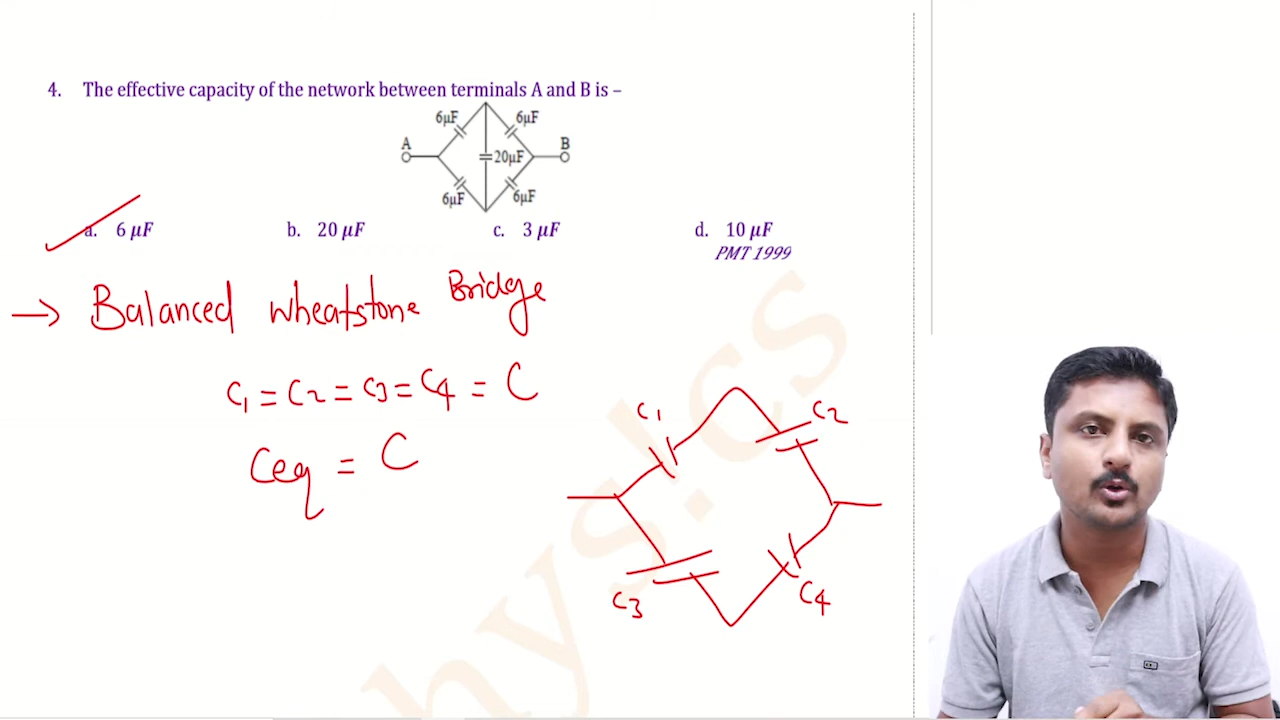 4. The effective capacity of the network between terminals A and B is –
6μF 6μF
A B
20μF
6μF 6μF
a. 6 μF b. 20 μF c. 3 μF d. 10 μF
PMT 1999
→ Balanced wheatstone Bridge
C1 = C2 = C3 = C4 = C
Ceq = C
C1 C2
C3 C4